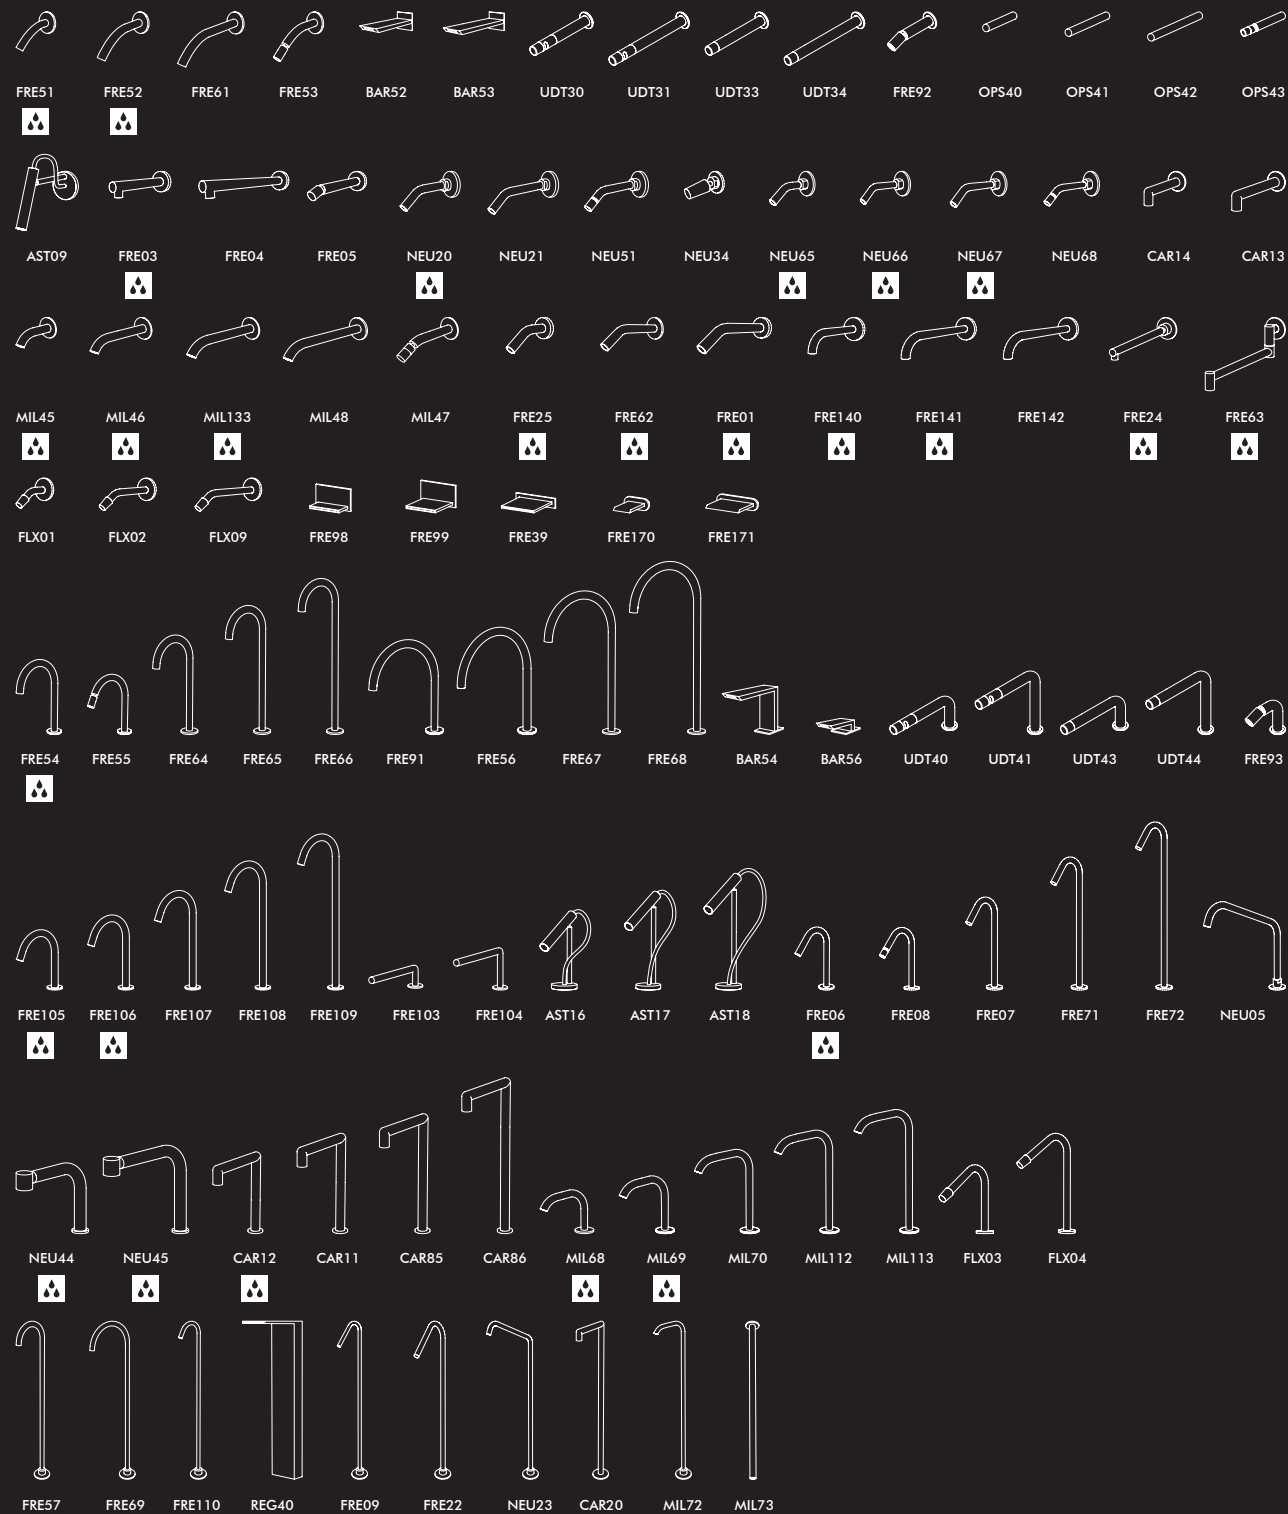 FRE51 FRE52 FRE61 FRE53 BAR52 BAR53 UDT30 UDT31 UDT33 UDT34 FRE92 OPS40 OPS41 OPS42 OPS43
AST09 FRE03 FRE04 FRE05 NEU20 NEU21 NEU51 NEU34 NEU65 NEU66 NEU67 NEU68 CAR14 CAR13
MIL45 MIL46 MIL133 MIL48 MIL47 FRE25 FRE62 FRE01 FRE140 FRE141 FRE142 FRE24 FRE63
FLX01 FLX02 FLX09 FRE98 FRE99 FRE39 FRE170 FRE171
FRE54 FRE55 FRE64 FRE65 FRE66 FRE91 FRE56 FRE67 FRE68 BAR54 BAR56 UDT40 UDT41 UDT43 UDT44 FRE93
FRE105 FRE106 FRE107 FRE108 FRE109 FRE103 FRE104 AST16 AST17 AST18 FRE06 FRE08 FRE07 FRE71 FRE72 NEU05
NEU44 NEU45 CAR12 CAR11 CAR85 CAR86 MIL68 MIL69 MIL70 MIL112 MIL113 FLX03 FLX04
FRE57 FRE69 FRE110 REG40 FRE09 FRE22 NEU23 CAR20 MIL72 MIL73